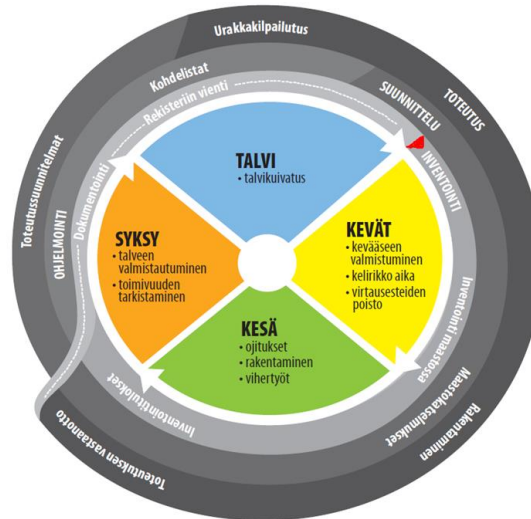 Urakkakilpailutus
Kohdelistat
Rekisteriin vienti
SUUNNITTELU
TOTEUTUS
INVENTOINTI
Dokumentointi
OHJELMOINTI
Toteutussuunnitelmat
TALVI
• talvikuivatus
SYKSY
• talveen
valmistautuminen
• toimivuuden
tarkistaminen
KEVÄT
• kevääseen
valmistuminen
• kelirikko aika
• virtausesteiden
poisto
KESÄ
• ojitukset
• rakentaminen
• vihertyöt
Inventointi maastossa
Maastokatselmukset
Rakentaminen
Inventointitulokset
Toteutuksen vastaanotto